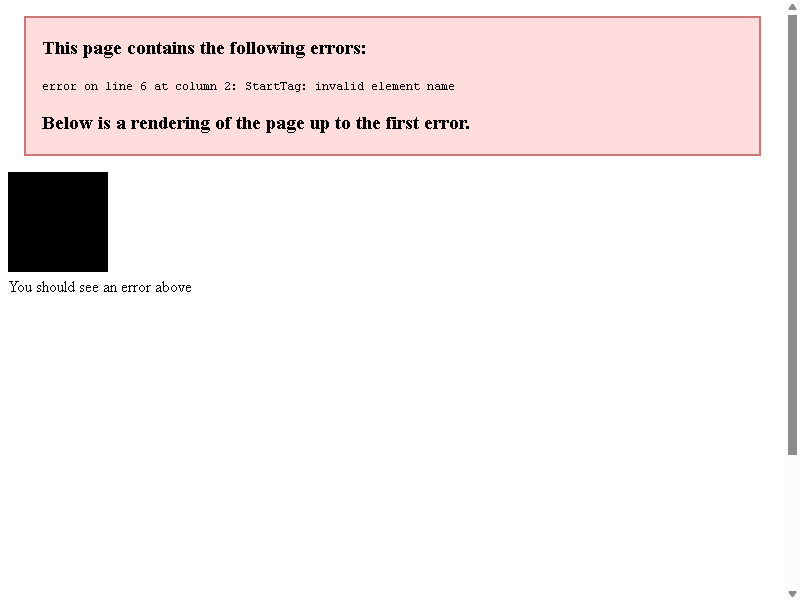 This page contains the following errors:
error on line 6 at column 2: StartTag: invalid element name
Below is a rendering of the page up to the first error.
You should see an error above